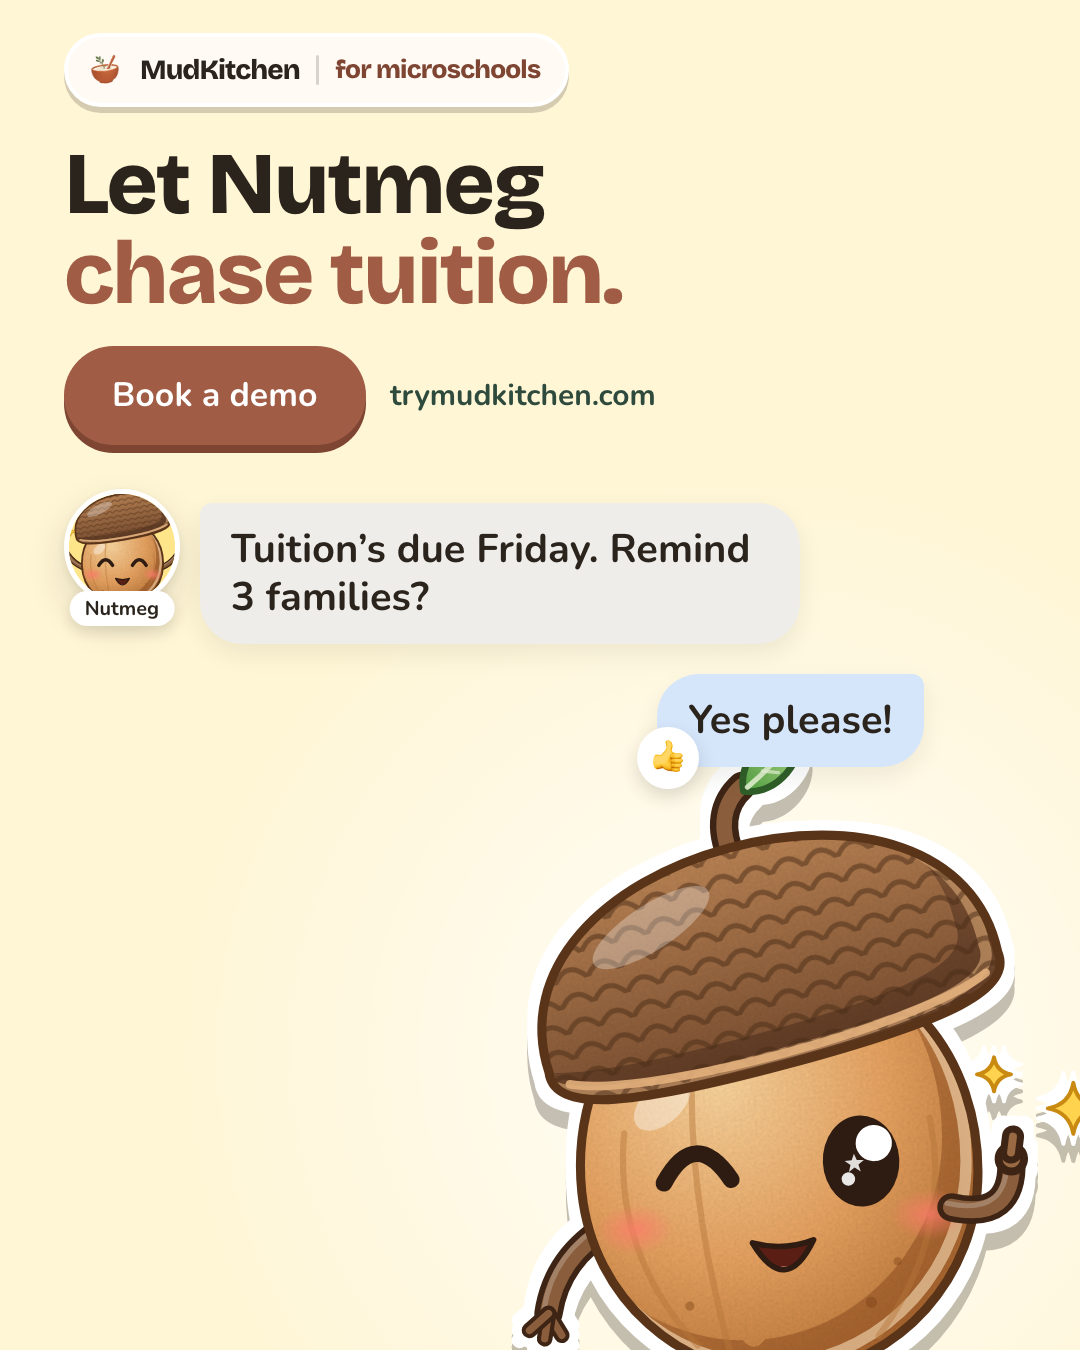 MudKitchen | for microschools
Let Nutmeg
chase tuition.
Book a demo
trymudkitchen.com
Tuition’s due Friday. Remind
3 families?
Nutmeg
Yes please!